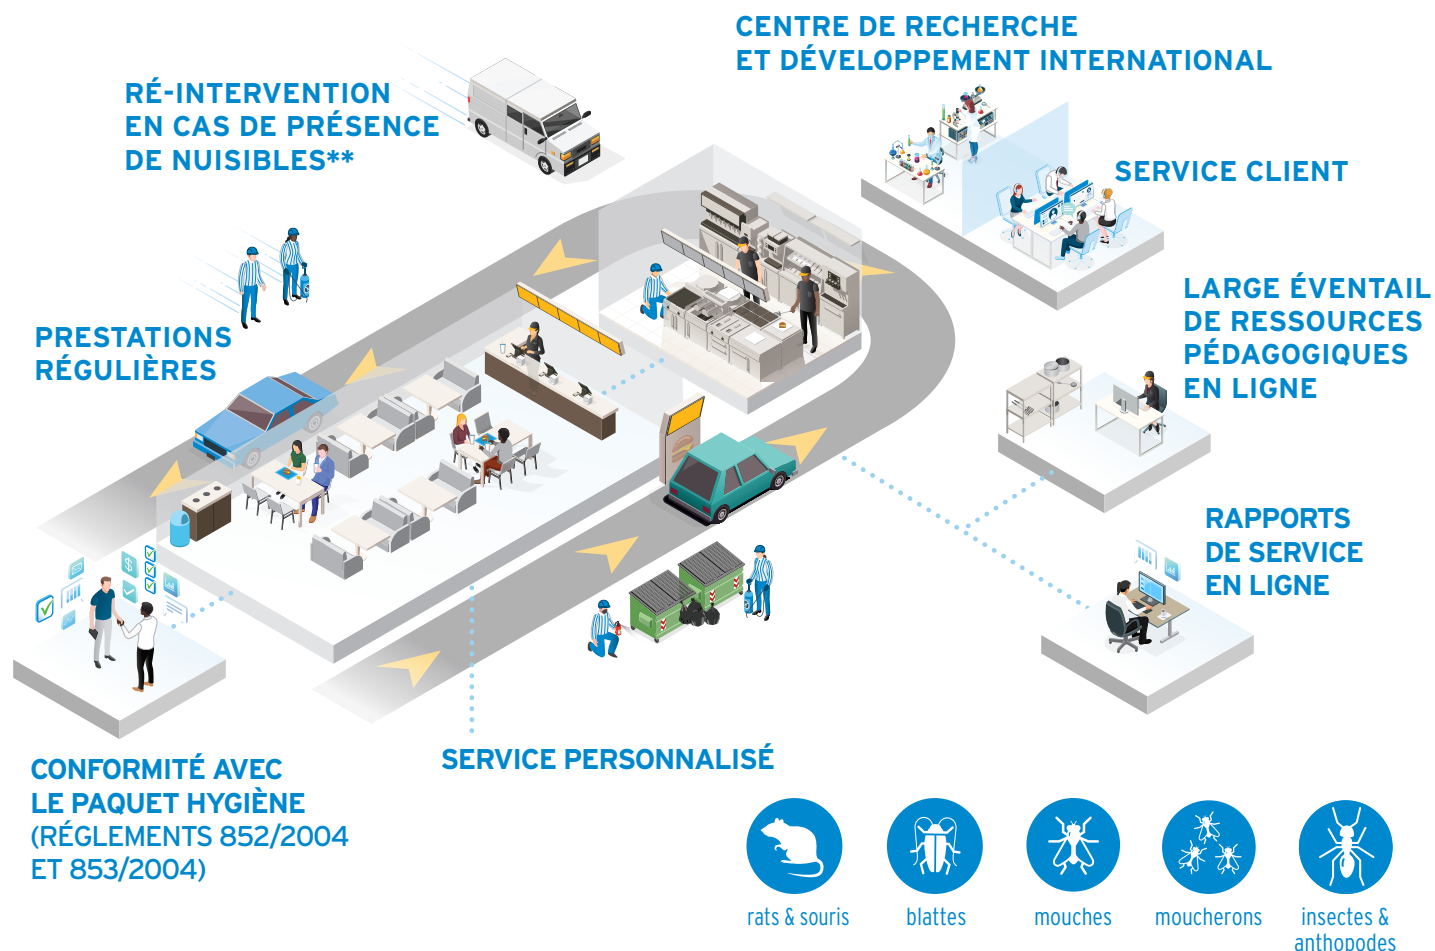 CENTRE DE RECHERCHE
ET DÉVELOPPEMENT INTERNATIONAL
RÉ-INTERVENTION
EN CAS DE PRÉSENCE
DE NUISIBLES**
SERVICE CLIENT
LARGE ÉVENTAIL
DE RESSOURCES
PÉDAGOGIQUES
EN LIGNE
PRESTATIONS
RÉGULIÈRES
RAPPORTS
DE SERVICE
EN LIGNE
SERVICE PERSONNALISÉ
CONFORMITÉ AVEC
LE PAQUET HYGIÈNE
(RÉGLEMENTS 852/2004
ET 853/2004)
rats & souris
blattes
mouches
moucherons
insectes &
anthopodes